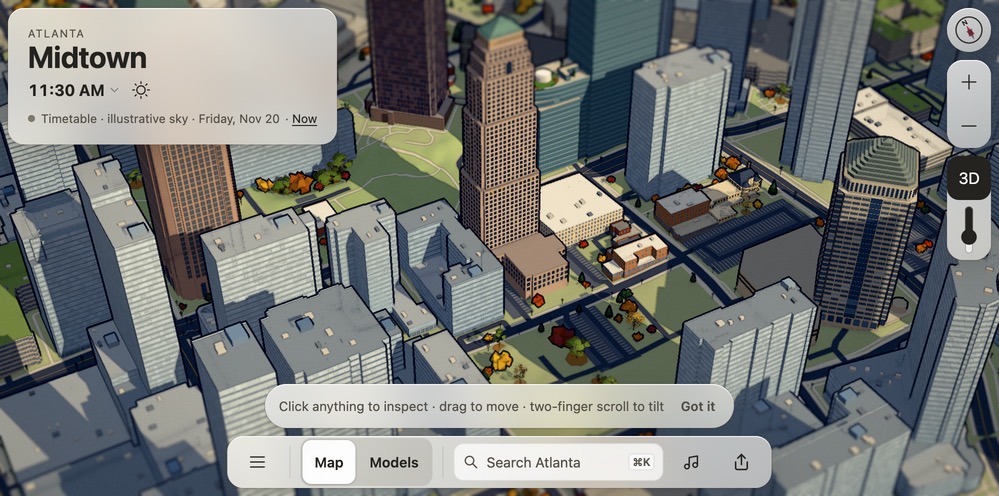 ATLANTA
Midtown
11:30 AM
Timetable · illustrative sky · Friday, Nov 20 · Now
N
+
−
3D
Click anything to inspect · drag to move · two-finger scroll to tilt Got it
Map Models Search Atlanta ⌘K